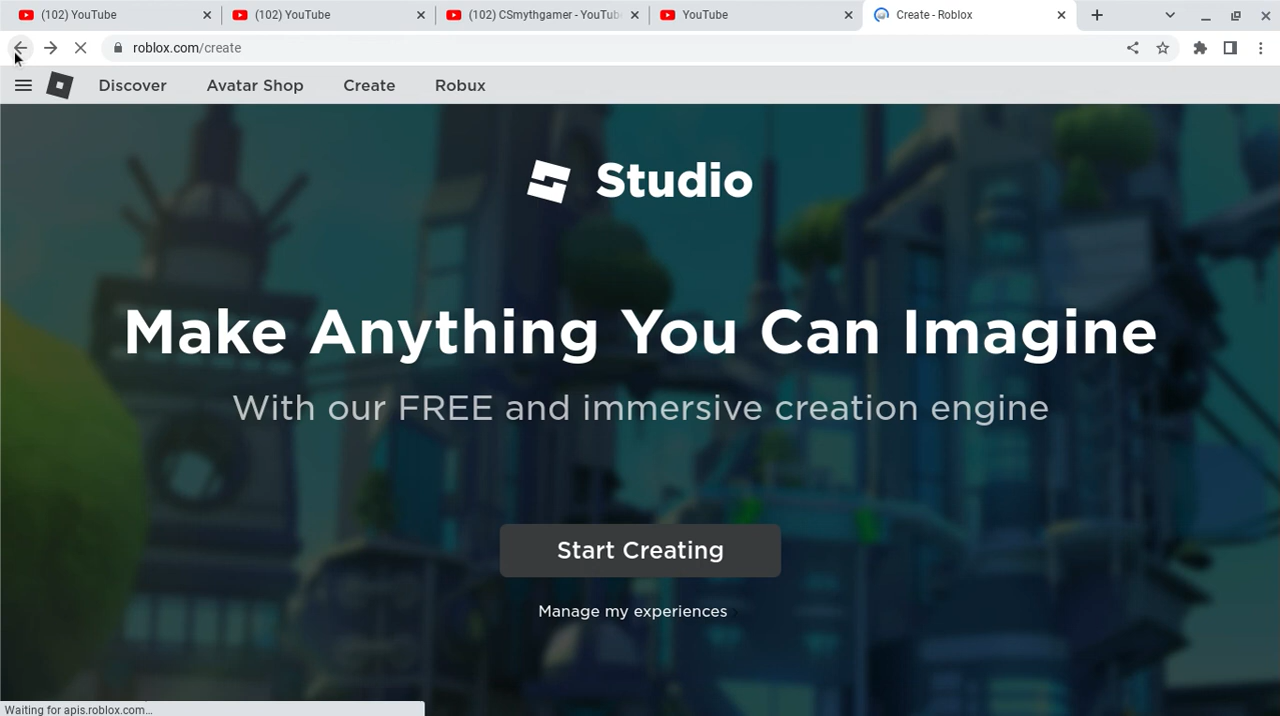 (102) YouTube
(102) YouTube
(102) CSmythgamer - YouTub
YouTube
Create - Roblox
roblox.com/create
Discover
Avatar Shop
Create
Robux
Studio
Make Anything You Can Imagine
With our FREE and immersive creation engine
Start Creating
Manage my experiences
Waiting for apis.roblox.com...